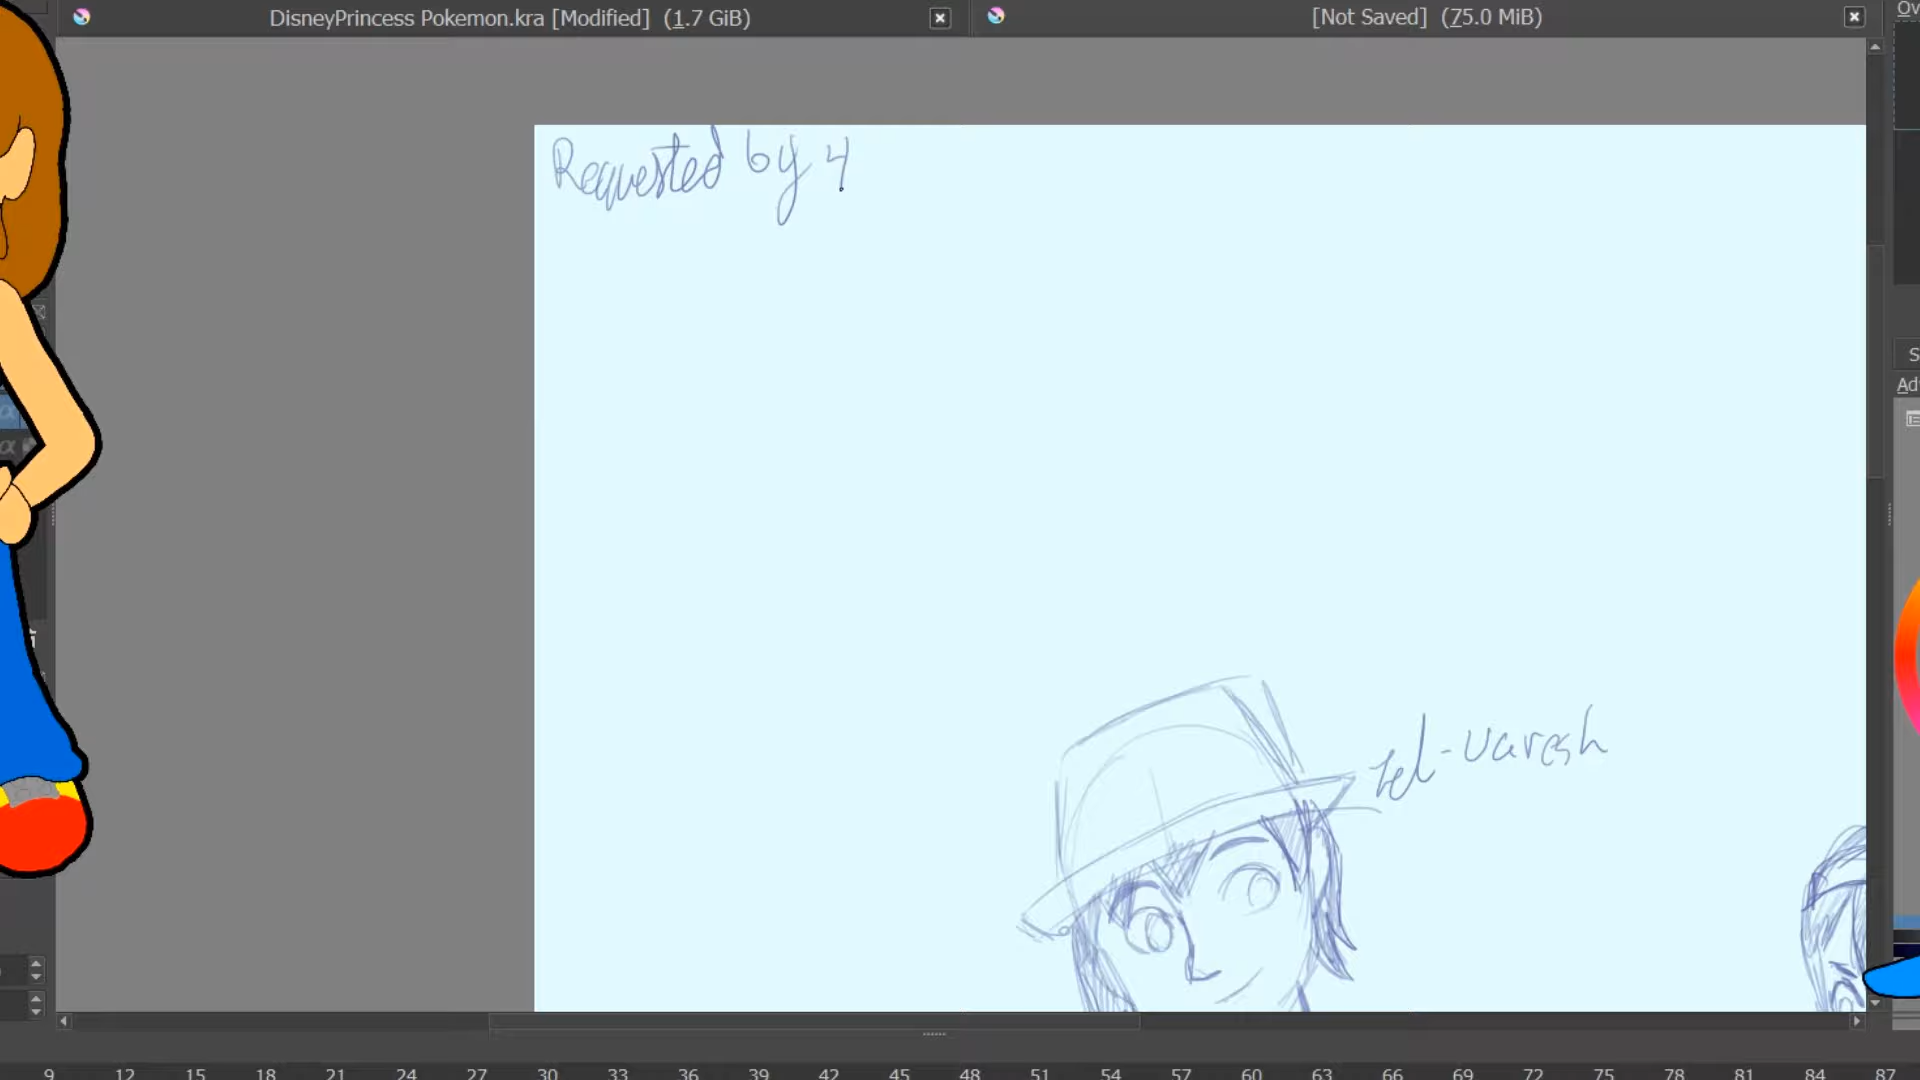 DisneyPrincess Pokemon.kra [Modified] (1.7 GiB)
[Not Saved] (75.0 MiB)
Ov
Requested by 4
S
Adv
-varesh
9 12 15 18 21 24 27 30 33 36 39 42 45 48 51 54 57 60 63 66 69 72 75 78 81 84 87